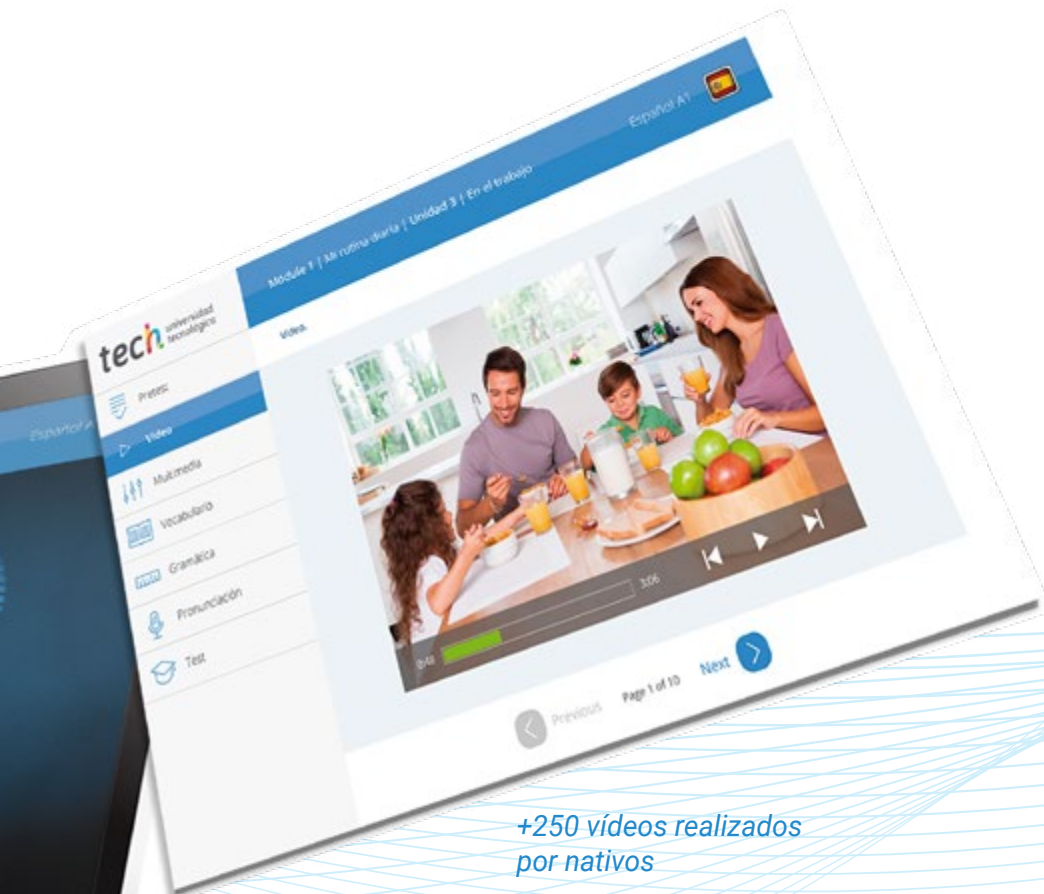 Español A1
Module 1 | Mi rutina diaria | Unidad 3 | En el trabajo
tech universidad
tecnológica
Vídeo
Pretest
Vídeo
Multimedia
Vocabulario
Gramática
Pronunciación
Test
3:06
Previous
Page 1 of 10
Next
+250 vídeos realizados
por nativos